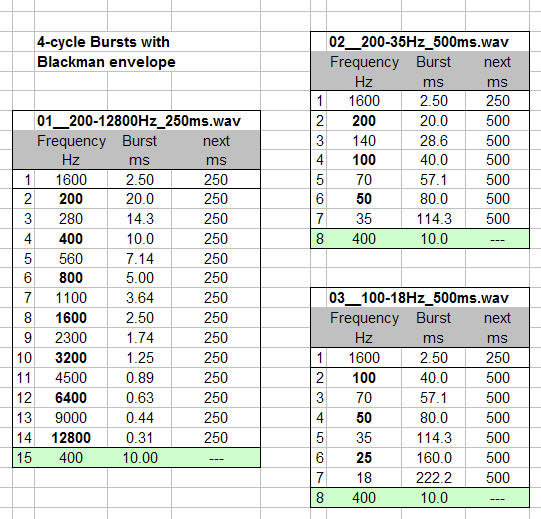 4-cycle Bursts with
Blackman envelope
01__200-12800Hz_250ms.wav
Frequency Burst next
Hz ms ms
1 1600 2.50 250
2 200 20.0 250
3 280 14.3 250
4 400 10.0 250
5 560 7.14 250
6 800 5.00 250
7 1100 3.64 250
8 1600 2.50 250
9 2300 1.74 250
10 3200 1.25 250
11 4500 0.89 250
12 6400 0.63 250
13 9000 0.44 250
14 12800 0.31 250
15 400 10.00 ---
02__200-35Hz_500ms.wav
Frequency Burst next
Hz ms ms
1 1600 2.50 250
2 200 20.0 500
3 140 28.6 500
4 100 40.0 500
5 70 57.1 500
6 50 80.0 500
7 35 114.3 500
8 400 10.0 ---
03__100-18Hz_500ms.wav
Frequency Burst next
Hz ms ms
1 1600 2.50 250
2 100 40.0 500
3 70 57.1 500
4 50 80.0 500
5 35 114.3 500
6 25 160.0 500
7 18 222.2 500
8 400 10.0 ---